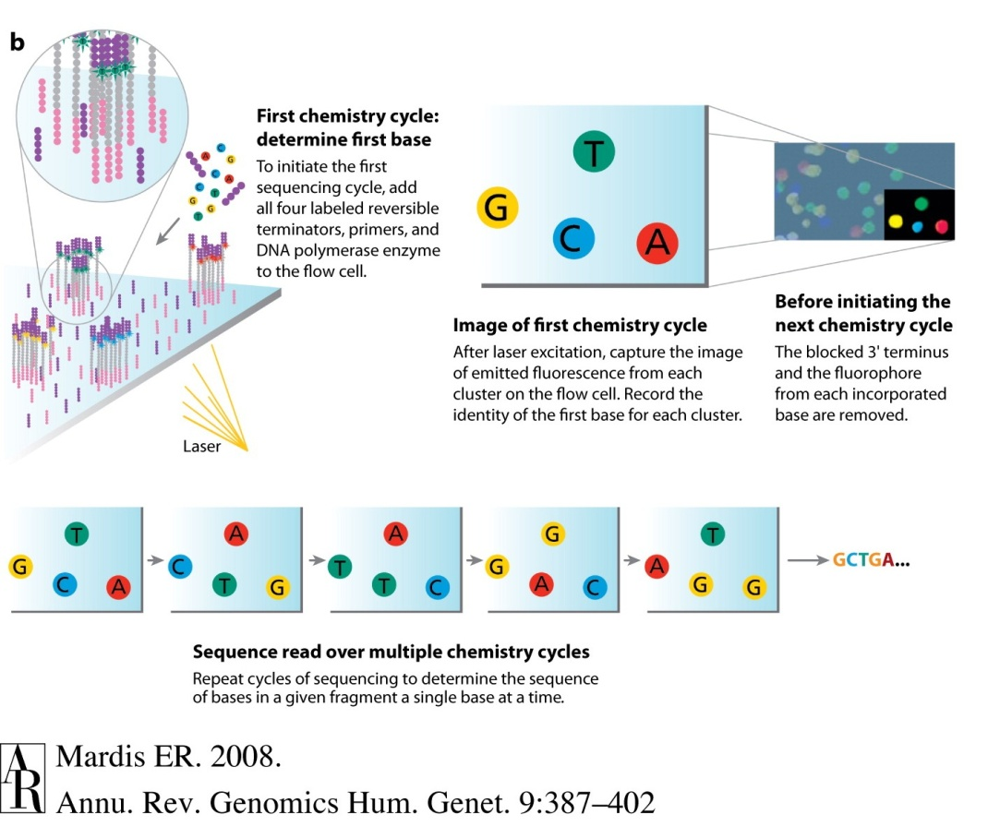 b
First chemistry cycle:
determine first base
To initiate the first
sequencing cycle, add
all four labeled reversible
terminators, primers, and
DNA polymerase enzyme
to the flow cell.
A
C
G
C
A
C
T
G
G
T
Laser
T
G
C
A
Image of first chemistry cycle
After laser excitation, capture the image
of emitted fluorescence from each
cluster on the flow cell. Record the
identity of the first base for each cluster.
Before initiating the
next chemistry cycle
The blocked 3' terminus
and the fluorophore
from each incorporated
base are removed.
T
G
C
A
A
C
T
G
A
T
T
C
G
G
A
C
T
A
G
G
GCTGA...
Sequence read over multiple chemistry cycles
Repeat cycles of sequencing to determine the sequence
of bases in a given fragment a single base at a time.
AR
Mardis ER. 2008.
Annu. Rev. Genomics Hum. Genet. 9:387–402